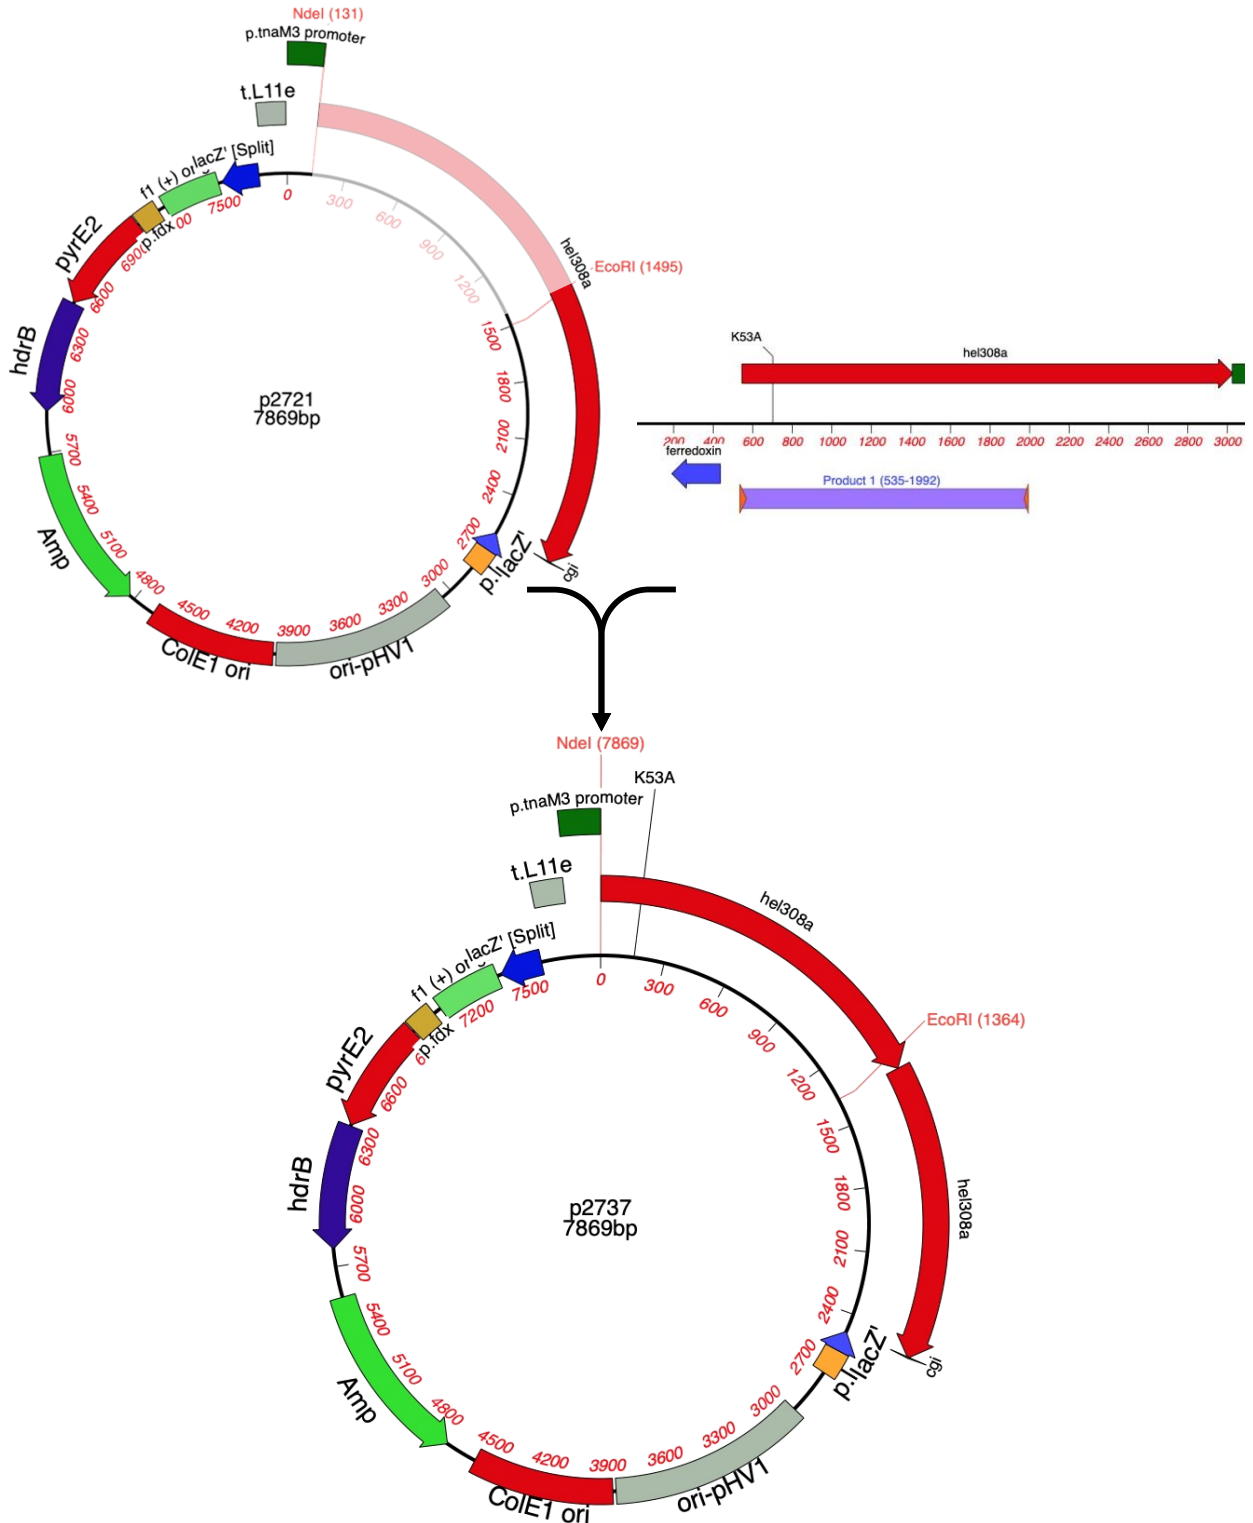 NdeI (131)
p.tnaM3 promoter
t.L11e
lacZ' [Split]
f1 (+) or
pyrE2
p.fdx
hdrB
Amp
ColE1 ori
ori-pHV1
p.l
lacZ'
cgi
hel308a
EcoRI (1495)
0
300
600
900
1200
1500
1800
2100
2400
2700
3000
3300
3600
3900
4200
4500
4800
5100
5400
5700
6000
6300
6600
690
00
7500
p2721
7869bp
K53A
hel308a
200 400 600 800 1000 1200 1400 1600 1800 2000 2200 2400 2600 2800 3000
ferredoxin
Product 1 (535-1992)
NdeI (7869)
K53A
p.tnaM3 promoter
t.L11e
lacZ' [Split]
f1 (+) or
pyrE2
p.fdx
hdrB
Amp
ColE1 ori
ori-pHV1
p.l
lacZ'
cgi
hel308a
hel308a
EcoRI (1364)
0
300
600
900
1200
1500
1800
2100
2400
2700
3000
3300
3600
3900
4200
4500
4800
5100
5400
5700
6000
6300
6600
6
7200
7500
p2737
7869bp